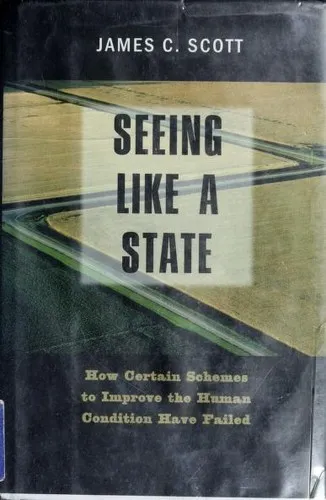 JAMES C. SCOTT
SEEING
LIKE A
STATE
How Certain Schemes
to Improve the Human
Condition Have Failed